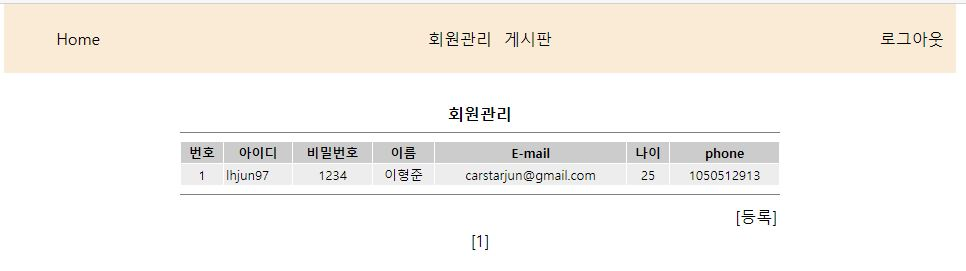 Home 회원관리 게시판 로그아웃
회원관리
번호 아이디 비밀번호 이름 E-mail 나이 phone
1 lhjun97 1234 이형준 carstarjun@gmail.com 25 1050512913
[등록]
[1]